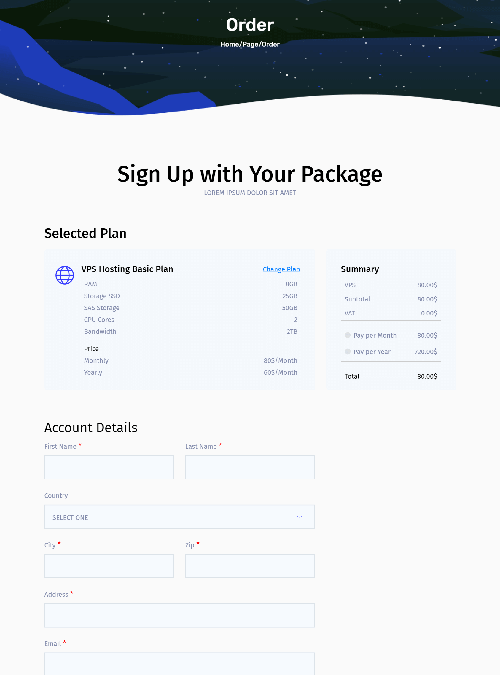 Order
Home/Page/Order
Sign Up with Your Package
LOREM IPSUM DOLOR SIT AMET
Selected Plan
VPS Hosting Basic Plan Change Plan
RAM 8GB
Storage SSD 25GB
SAS Storage 50GB
CPU Cores 2
Bandwidth 2TB
Price
Monthly 80$/Month
Yearly 60$/Month
Summary
VPS 80.00$
Subtotal 80.00$
VAT 0.00$
Pay per Month 80.00$
Pay per Year 720.00$
Total 80.00$
Account Details
First Name * Last Name *
Country
SELECT ONE
City * Zip *
Address *
Email *